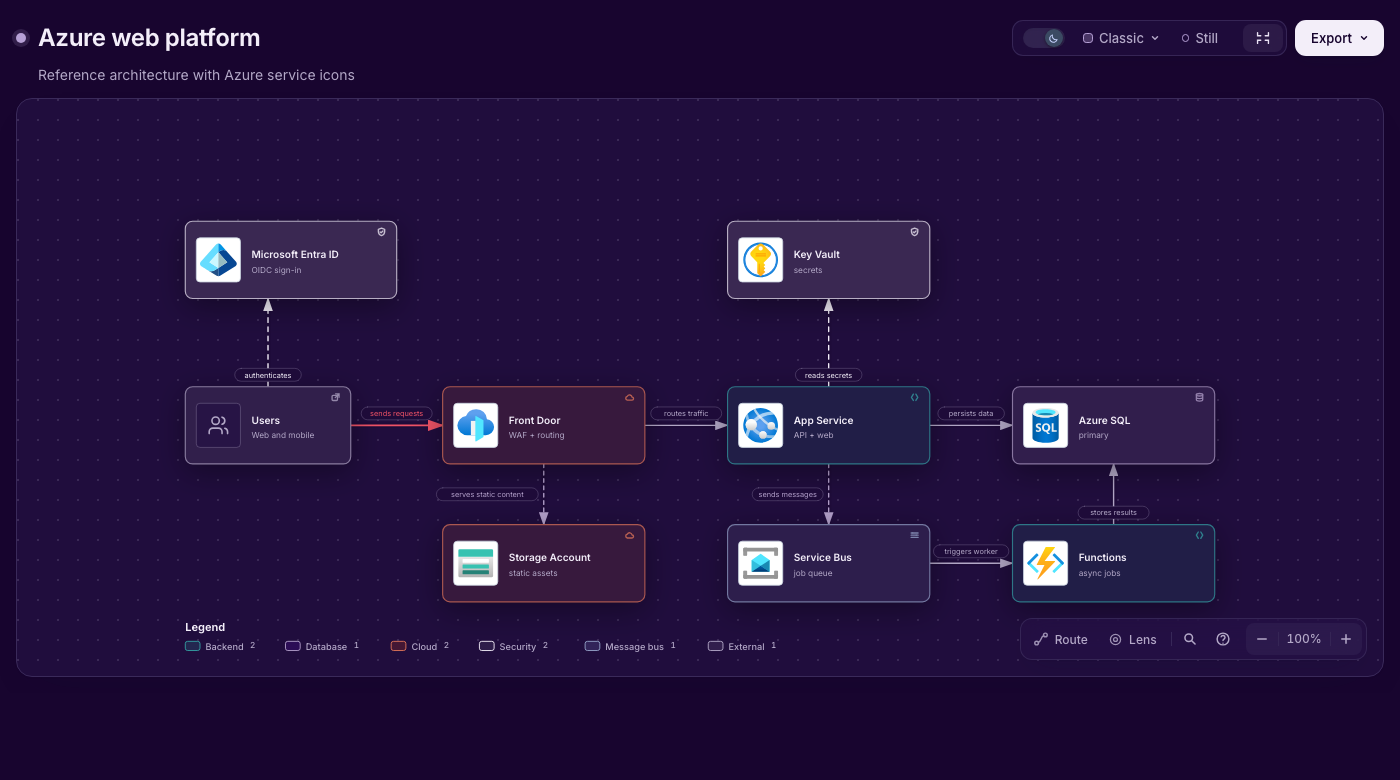 Azure web platform
Classic
Still
Export
Reference architecture with Azure service icons
Microsoft Entra ID
OIDC sign-in
Key Vault
secrets
authenticates
reads secrets
Users
Web and mobile
sends requests
Front Door
WAF + routing
routes traffic
App Service
API + web
persists data
SQL
Azure SQL
primary
serves static content
sends messages
stores results
Storage Account
static assets
Service Bus
job queue
triggers worker
Functions
async jobs
Legend
Backend 2
Database 1
Cloud 2
Security 2
Message bus 1
External 1
Route
Lens
100%